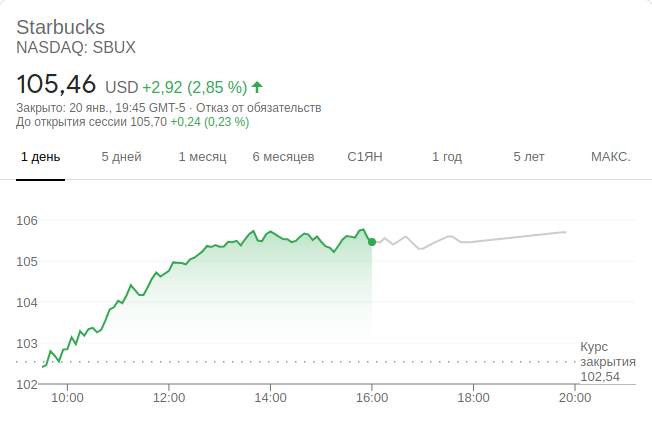 Starbucks
NASDAQ: SBUX
105,46 USD +2,92 (2,85 %)
Закрыто: 20 янв., 19:45 GMT-5 · Отказ от обязательств
До открытия сессии 105,70 +0,24 (0,23 %)
1 день 5 дней 1 месяц 6 месяцев С1ЯН 1 год 5 лет МАКС.
106
105
104
103
102
Курс
закрытия
102,54
10:00 12:00 14:00 16:00 18:00 20:00